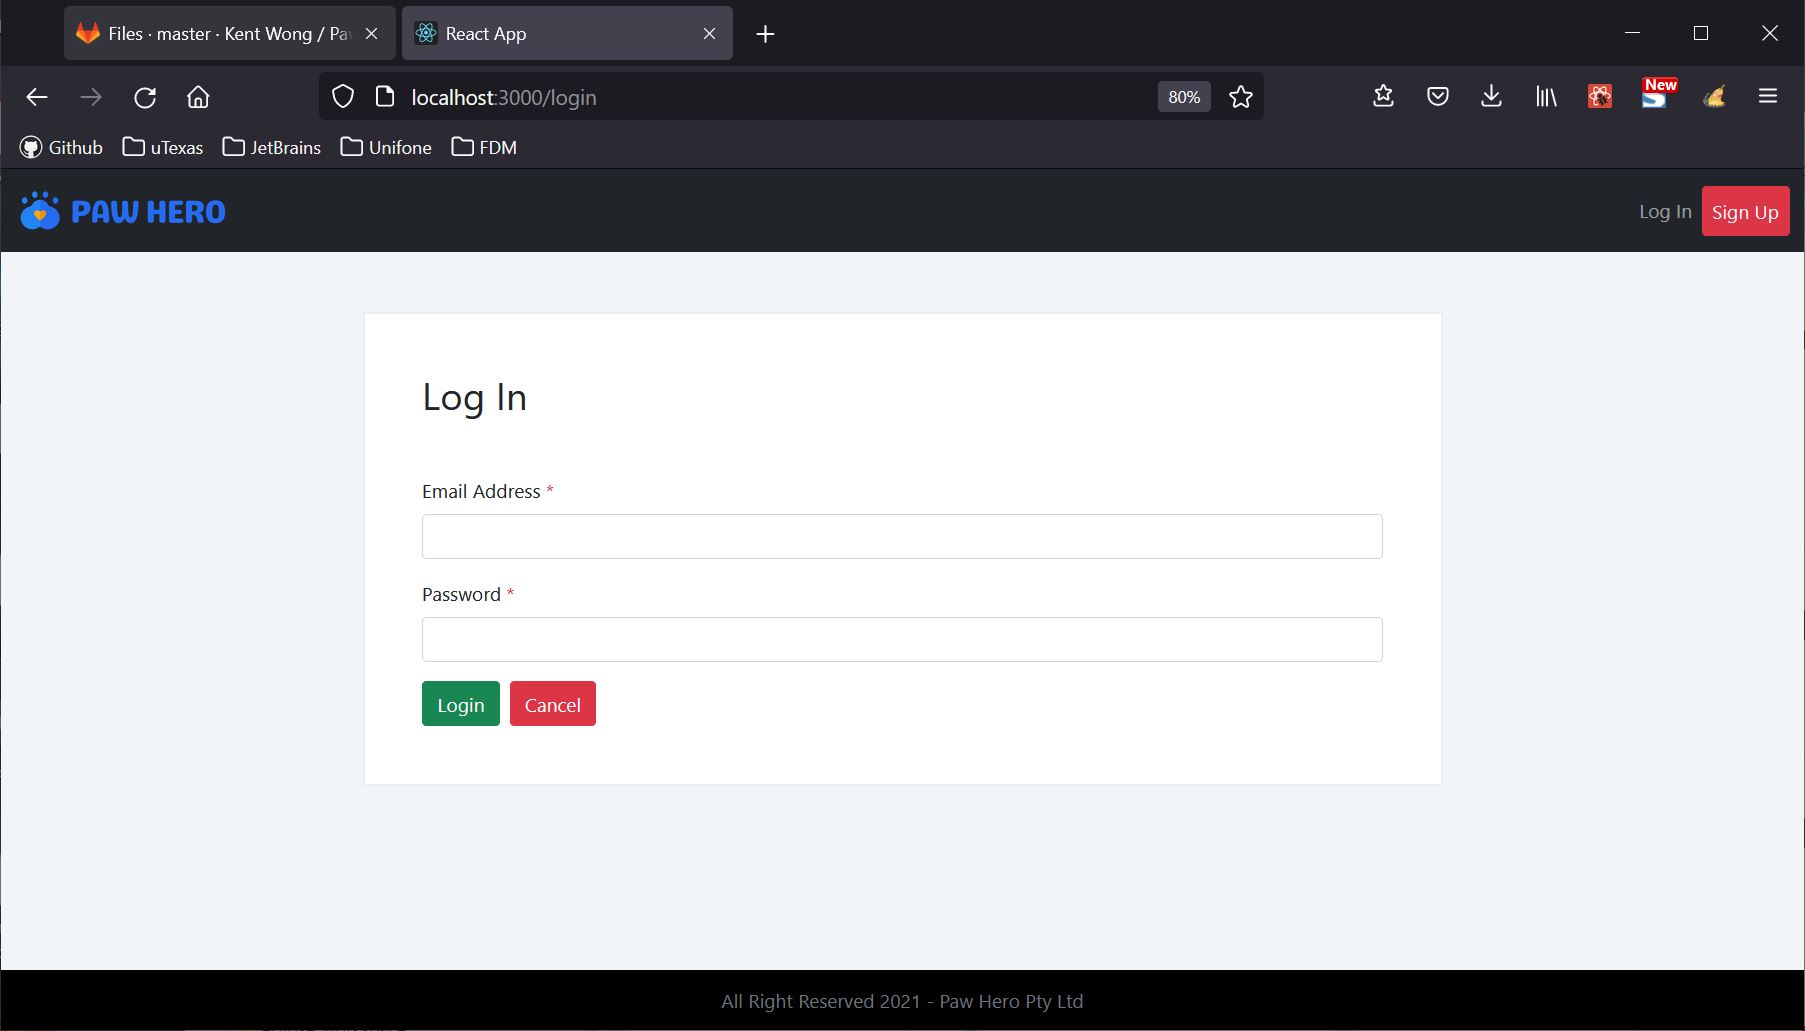 Files · master · Kent Wong / Pa
React App
localhost:3000/login
80%
New
Github
uTexas
JetBrains
Unifone
FDM
PAW HERO
Log In
Sign Up
Log In
Email Address *
Password *
Login
Cancel
All Right Reserved 2021 - Paw Hero Pty Ltd